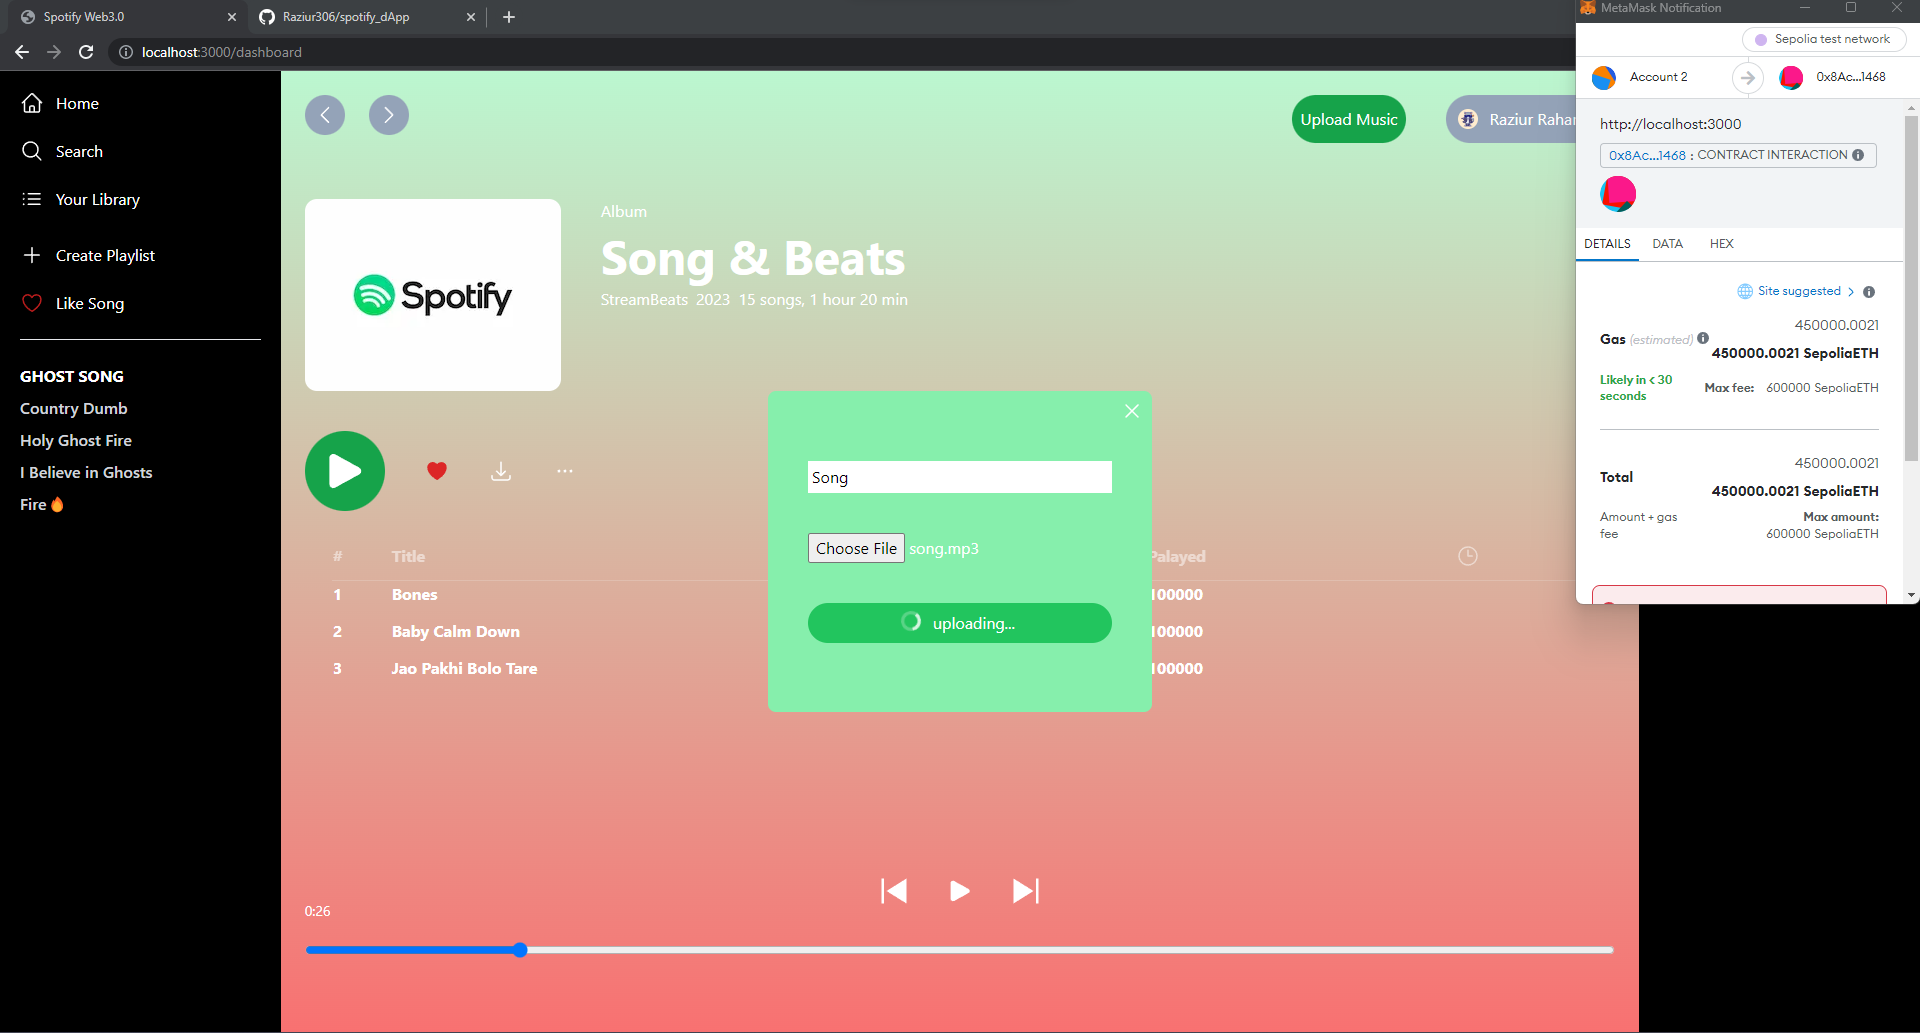 Spotify Web3.0
Raziur306/spotify_dApp
localhost:3000/dashboard
Home
Search
Your Library
Create Playlist
Like Song
GHOST SONG
Country Dumb
Holy Ghost Fire
I Believe in Ghosts
Fire🔥
Upload Music
Raziur Rahar
Spotify
Album
Song & Beats
StreamBeats 2023 15 songs, 1 hour 20 min
Song
Choose File song.mp3
uploading...
# Title Palayed
1 Bones 100000
2 Baby Calm Down 100000
3 Jao Pakhi Bolo Tare 100000
0:26
MetaMask Notification
Sepolia test network
Account 2 0x8Ac...1468
http://localhost:3000
0x8Ac...1468 : CONTRACT INTERACTION
DETAILS DATA HEX
Site suggested
450000.0021
Gas (estimated)
450000.0021 SepoliaETH
Likely in < 30 seconds
Max fee: 600000 SepoliaETH
450000.0021
Total
450000.0021 SepoliaETH
Amount + gas fee
Max amount:
600000 SepoliaETH